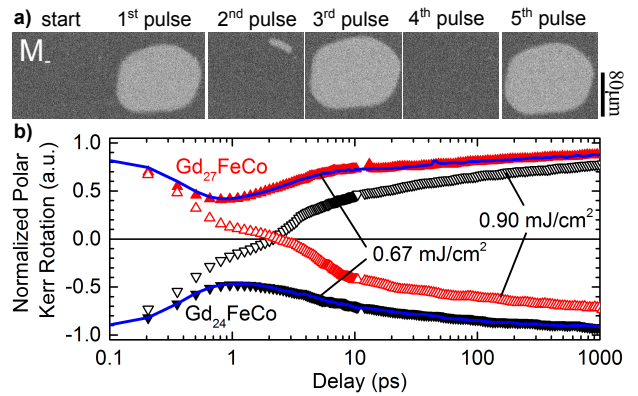 a) start 1st pulse 2nd pulse 3rd pulse 4th pulse 5th pulse
M-
80μm
b)
1.0
0.5
0.0
-0.5
-1.0
Normalized Polar
Kerr Rotation (a.u.)
Gd27FeCo
0.90 mJ/cm2
0.67 mJ/cm2
Gd24FeCo
0.1 1 10 100 1000
Delay (ps)